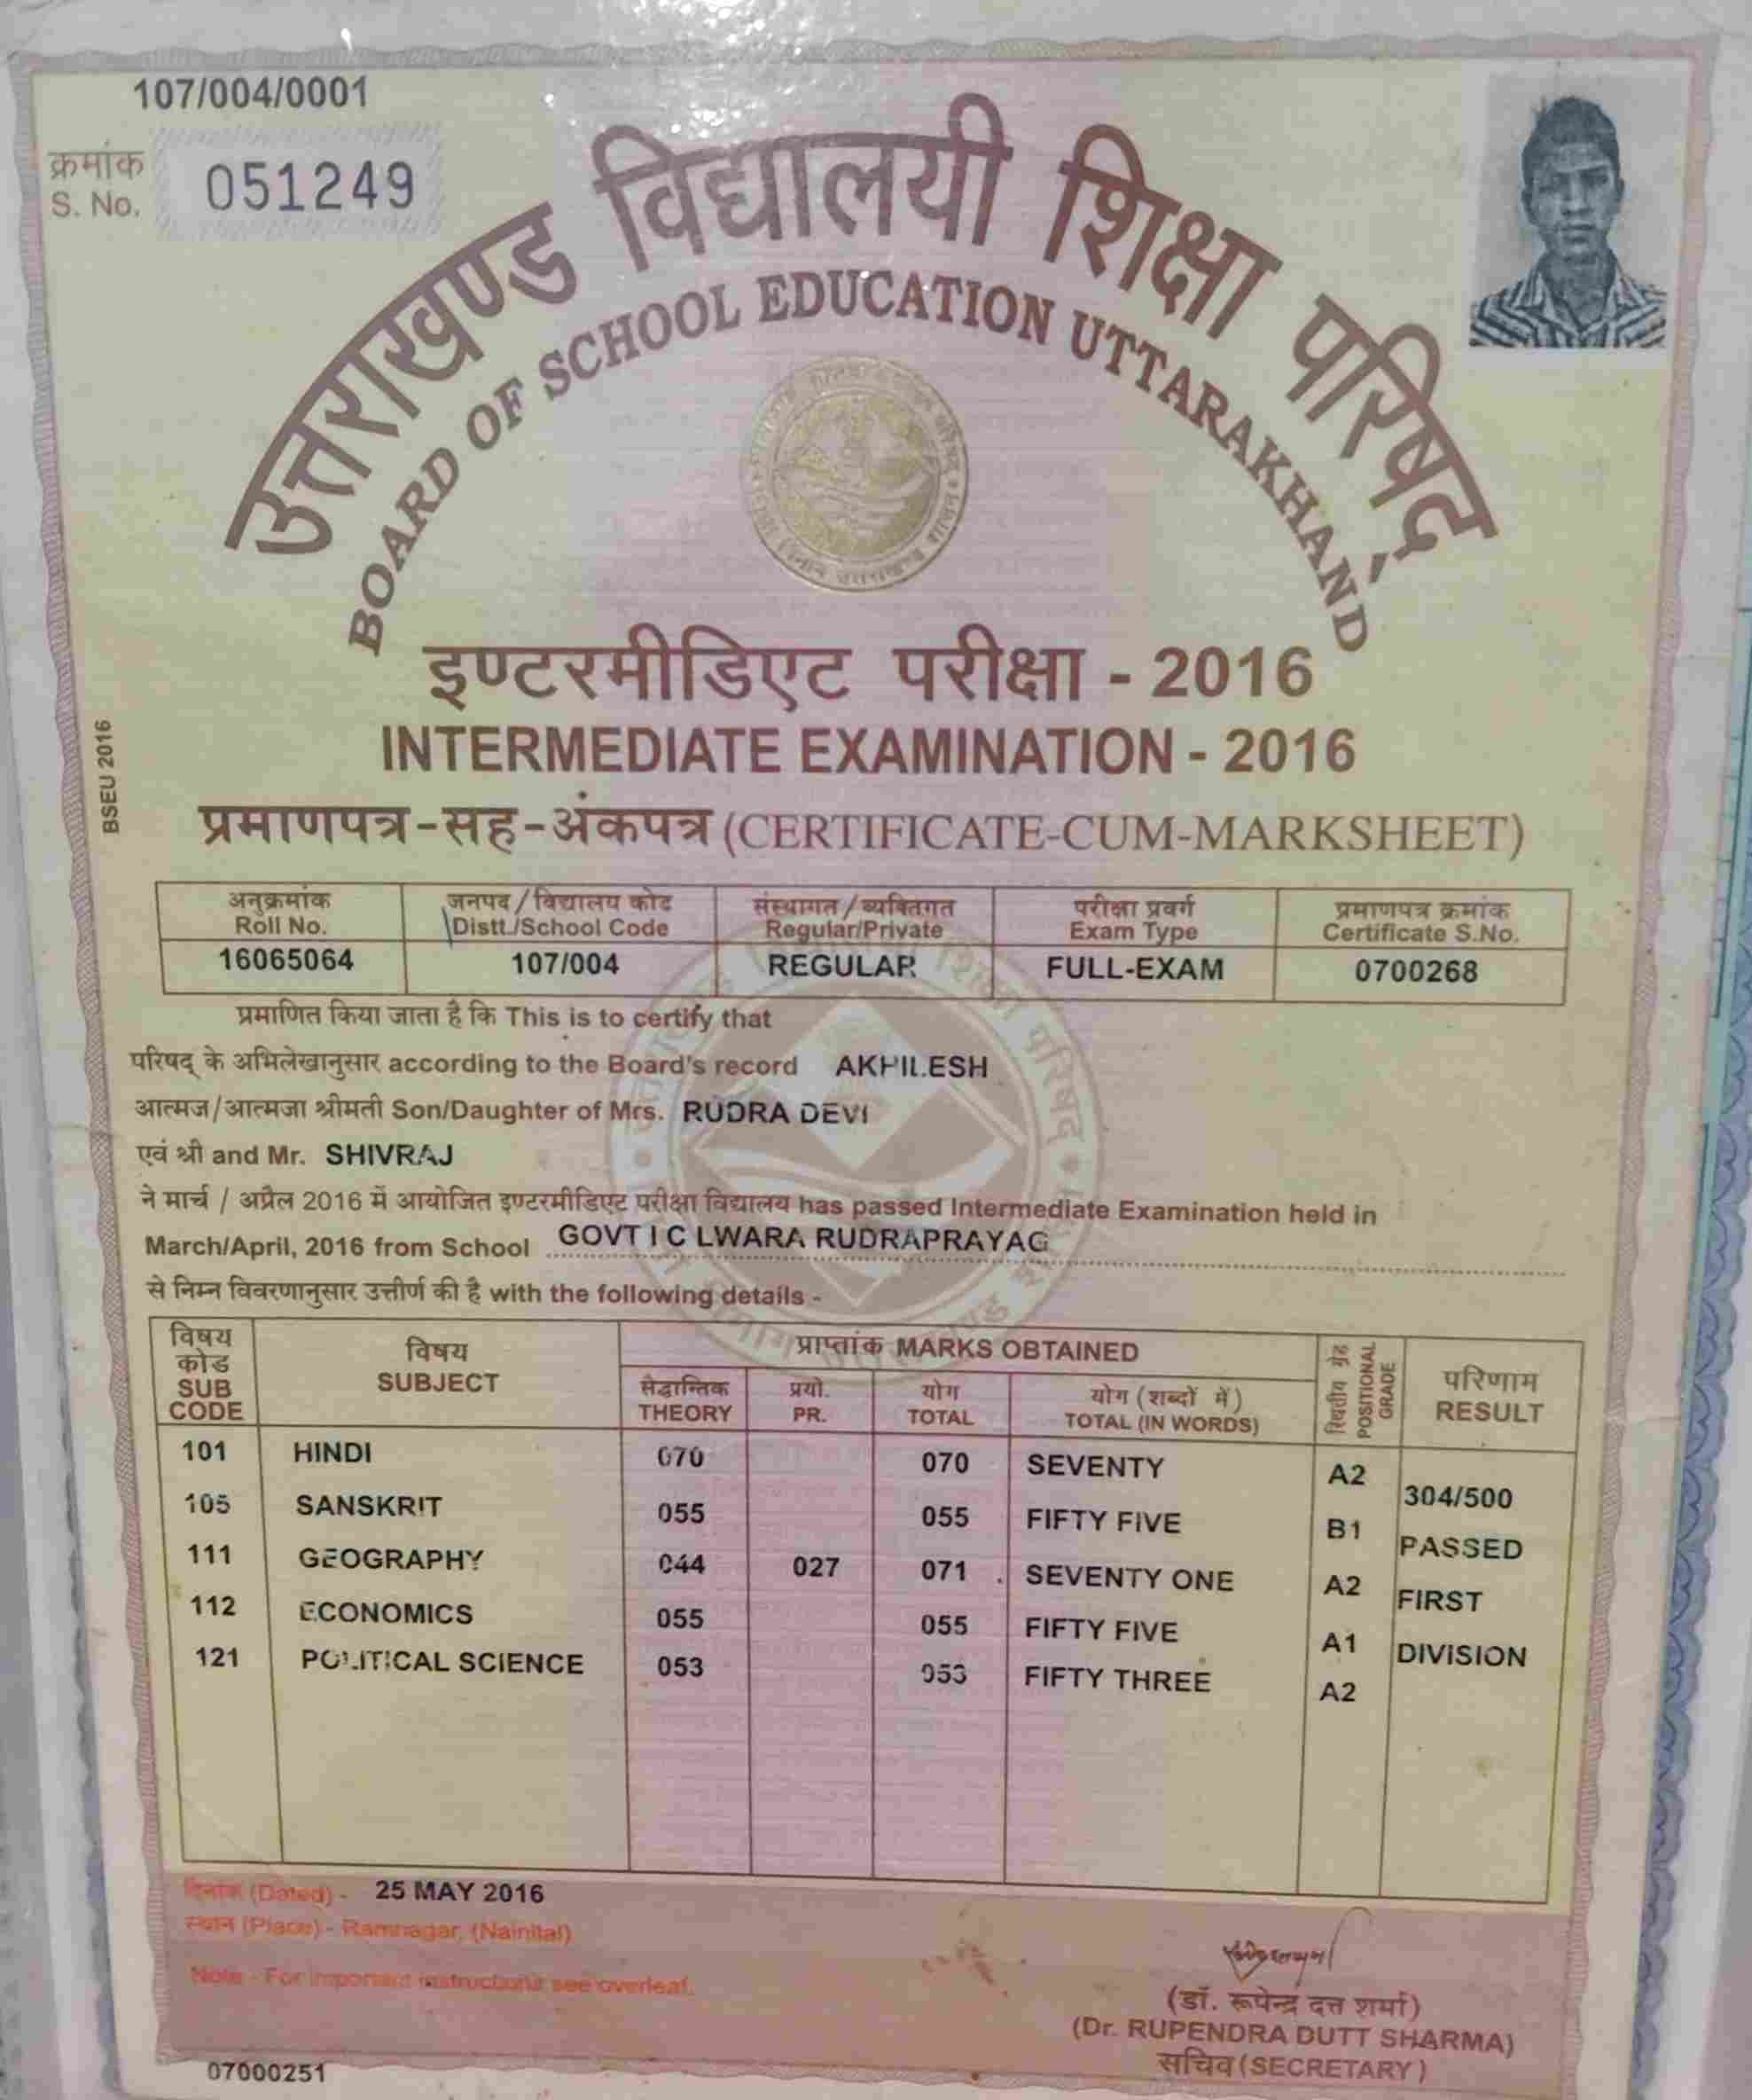 107/004/0001
क्रमांक
S. No.
051249
उत्तराखण्ड विद्यालयी शिक्षा परिषद्
BOARD OF SCHOOL EDUCATION UTTARAKHAND
इण्टरमीडिएट परीक्षा - 2016
INTERMEDIATE EXAMINATION - 2016
BSEU 2016
प्रमाणपत्र-सह-अंकपत्र (CERTIFICATE-CUM-MARKSHEET)
अनुक्रमांक जनपद/विद्यालय कोट संस्थागत/व्यक्तिगत परीक्षा प्रवर्ग प्रमाणपत्र क्रमांक
Roll No. Distt./School Code Regular/Private Exam Type Certificate S.No.
16065064 107/004 REGULAR FULL-EXAM 0700268
प्रमाणित किया जाता है कि This is to certify that
परिषद् के अभिलेखानुसार according to the Board's record AKHILESH
आत्मज/आत्मजा श्रीमती Son/Daughter of Mrs. RUDRA DEVI
एवं श्री and Mr. SHIVRAJ
ने मार्च / अप्रैल 2016 में आयोजित इण्टरमीडिएट परीक्षा विद्यालय has passed Intermediate Examination held in
March/April, 2016 from School GOVT I C LWARA RUDRAPRAYAG
से निम्न विवरणानुसार उत्तीर्ण की है with the following details -
विषय कोड SUB CODE
विषय SUBJECT
प्राप्तांक MARKS OBTAINED
सैद्धान्तिक THEORY
प्रयो. PR.
योग TOTAL
योग (शब्दों में) TOTAL (IN WORDS)
स्थितीय ग्रेड POSITIONAL GRADE
परिणाम RESULT
101 HINDI 070 070 SEVENTY A2
105 SANSKRIT 055 055 FIFTY FIVE B1
111 GEOGRAPHY 044 027 071 SEVENTY ONE A2
112 ECONOMICS 055 055 FIFTY FIVE A1
121 POLITICAL SCIENCE 053 053 FIFTY THREE A2
304/500
PASSED
FIRST
DIVISION
दिनांक (Dated) - 25 MAY 2016
स्थान (Place) - Ramnagar, (Nainital)
Note - For important instructions see overleaf.
(डॉ. रूपेन्द्र दत्त शर्मा)
(Dr. RUPENDRA DUTT SHARMA)
सचिव (SECRETARY)
07000251